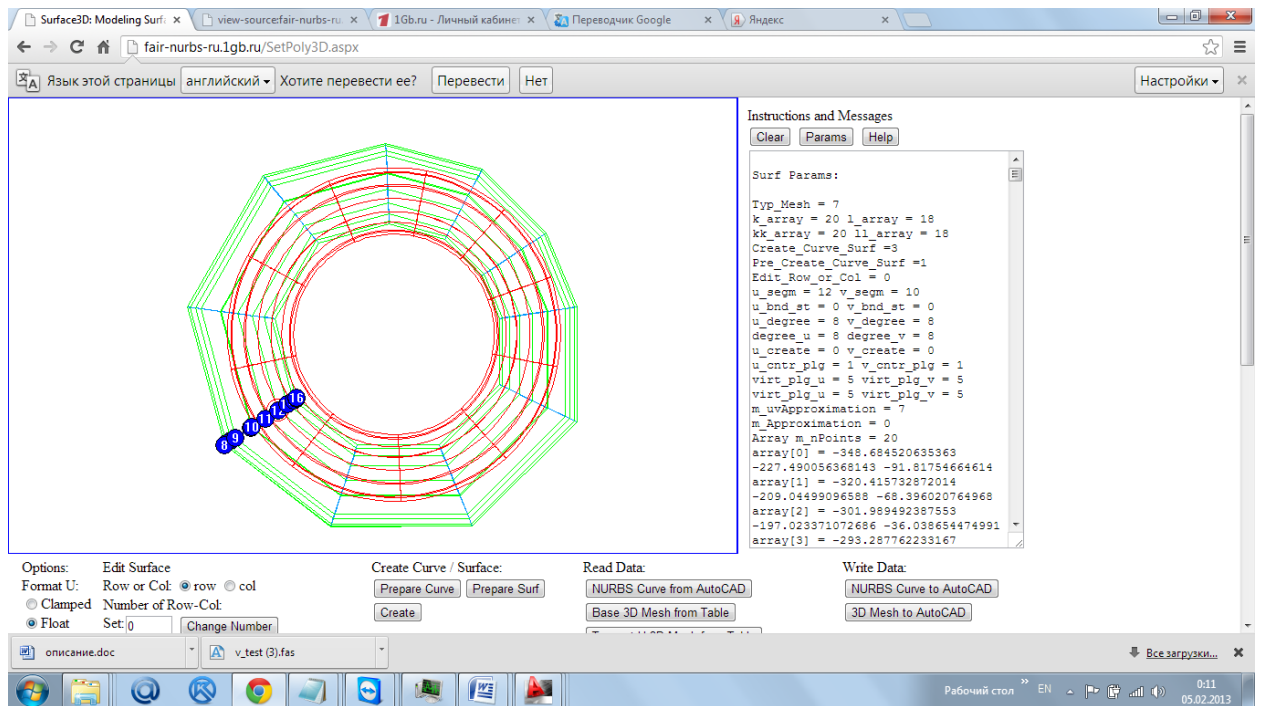 Surface3D: Modeling Surfa
view-source:fair-nurbs-ru.
1Gb.ru - Личный кабинет
Переводчик Google
Яндекс
fair-nurbs-ru.1gb.ru/SetPoly3D.aspx
Язык этой страницы английский Хотите перевести ее? Перевести Нет Настройки
Instructions and Messages
Clear Params Help
Surf Params:
Typ_Mesh = 7
k_array = 20 l_array = 18
kk_array = 20 ll_array = 18
Create_Curve_Surf =3
Pre_Create_Curve_Surf =1
Edit_Row_or_Col = 0
u_segm = 12 v_segm = 10
u_bnd_st = 0 v_bnd_st = 0
u_degree = 8 v_degree = 8
degree_u = 8 degree_v = 8
u_create = 0 v_create = 0
u_cntr_plg = 1 v_cntr_plg = 1
virt_plg_u = 5 virt_plg_v = 5
virt_plg_u = 5 virt_plg_v = 5
m_uvApproximation = 7
m_Approximation = 0
Array m_nPoints = 20
array[0] = -348.684520635363
-227.490056368143 -91.81754664614
array[1] = -320.415732872014
-209.04499096588 -68.396020764968
array[2] = -301.989492387553
-197.023371072686 -36.038654474991
array[3] = -293.287762233167
8 9 10 11 16
Options: Edit Surface Create Curve / Surface: Read Data: Write Data:
Format U: Row or Col: row col Prepare Curve Prepare Surf NURBS Curve from AutoCAD NURBS Curve to AutoCAD
Clamped Number of Row-Col: Create Base 3D Mesh from Table 3D Mesh to AutoCAD
Float Set: 0 Change Number
описание.doc v_test (3).fas Все загрузки...
Рабочий стол EN 0:11
05.02.2013